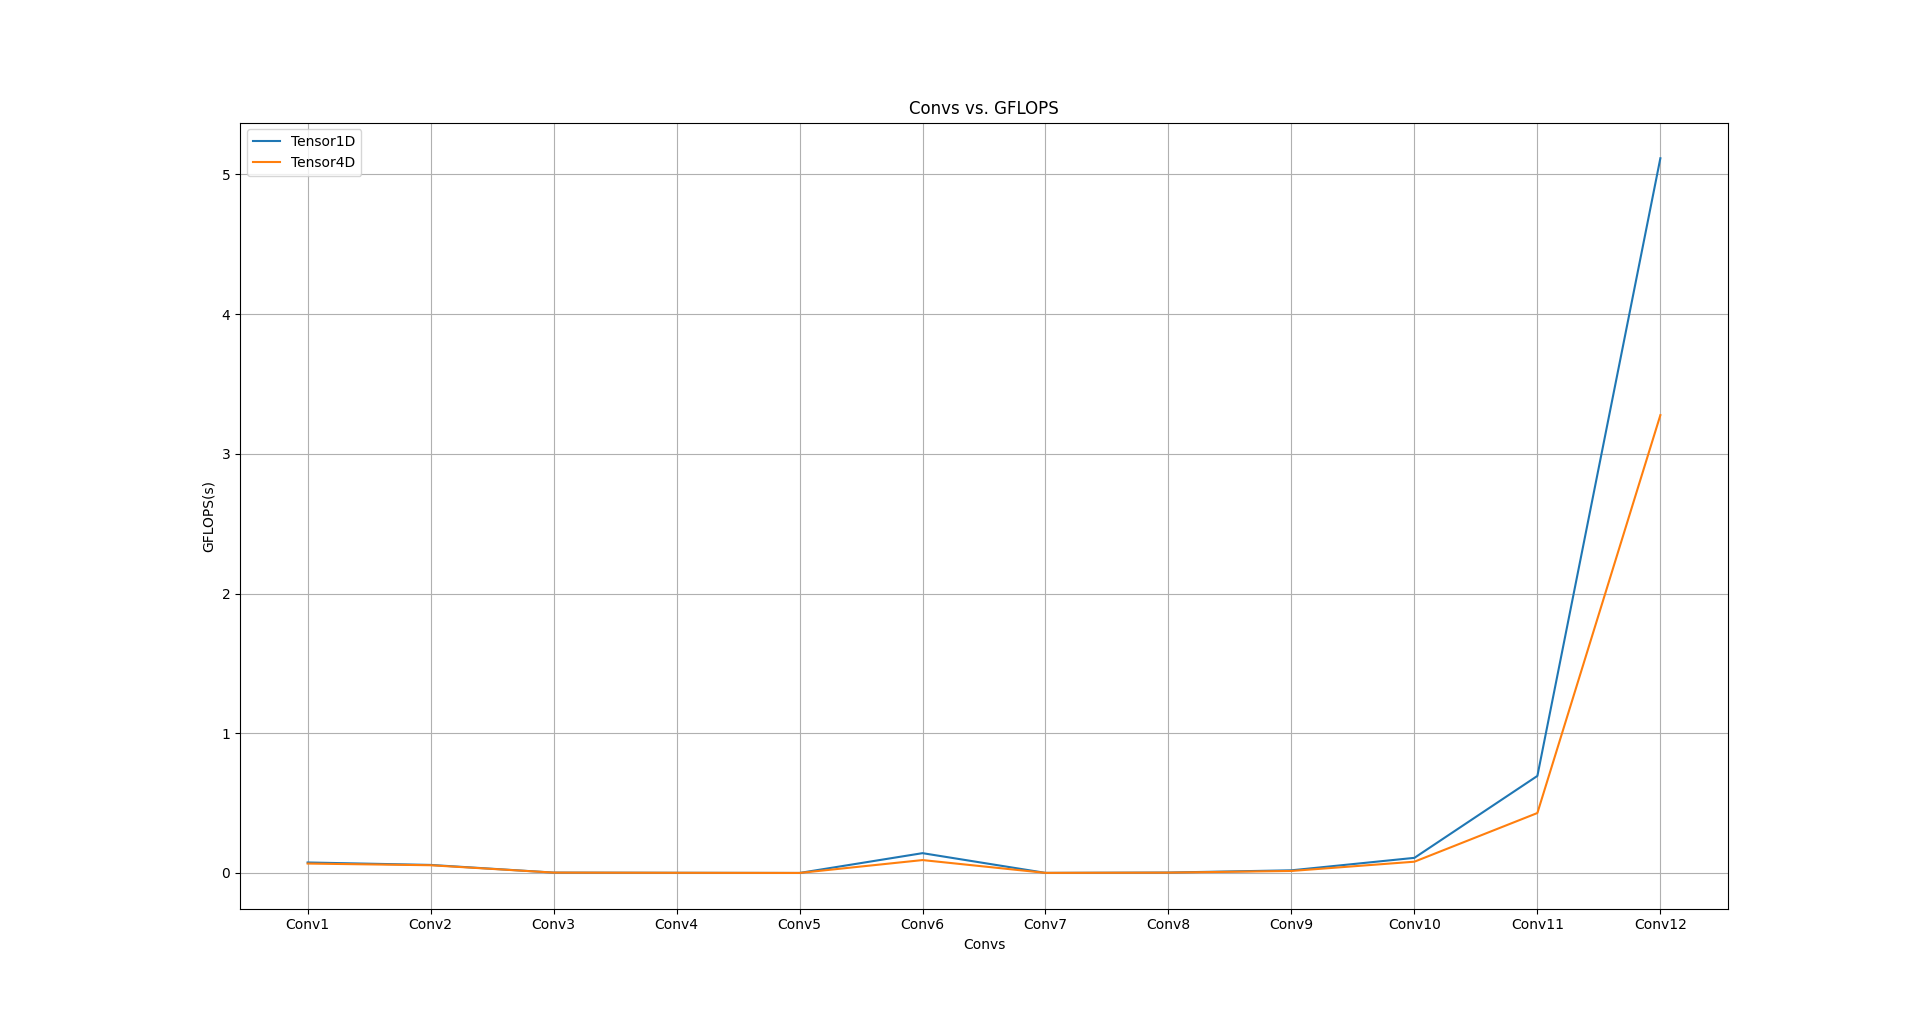 Convs vs. GFLOPS
Tensor1D
Tensor4D
5
4
3
2
1
0
GFLOPS(s)
Conv1 Conv2 Conv3 Conv4 Conv5 Conv6 Conv7 Conv8 Conv9 Conv10 Conv11 Conv12
Convs